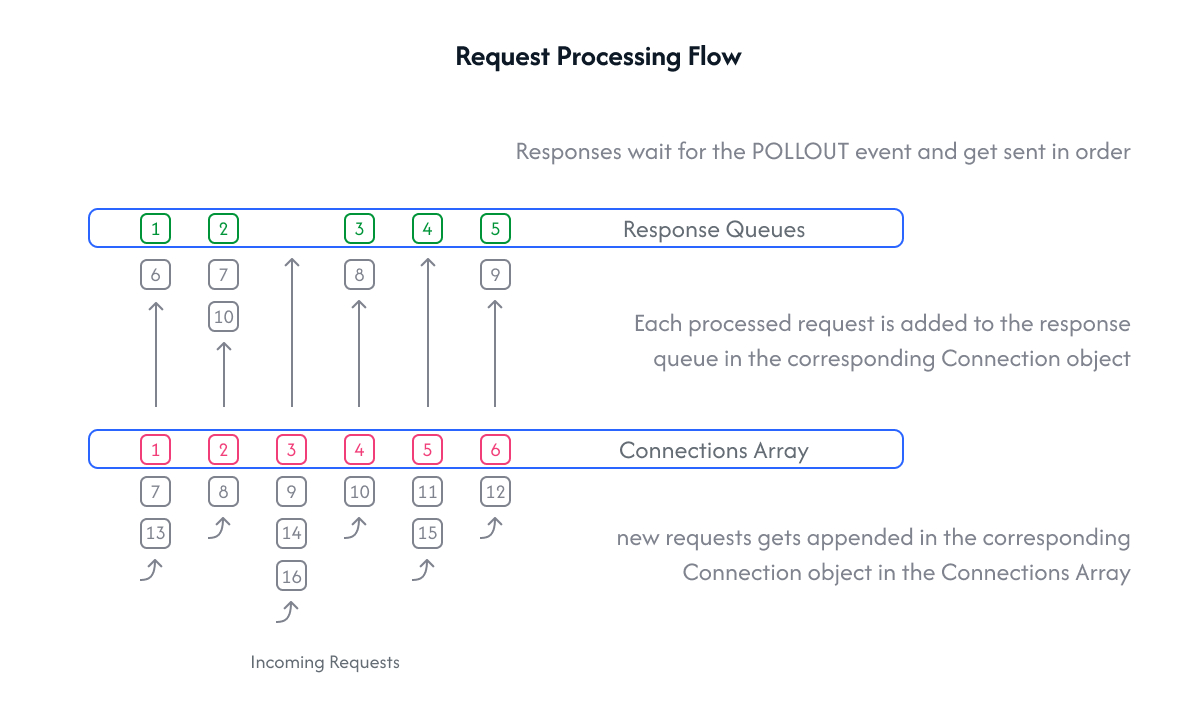 Request Processing Flow
Responses wait for the POLLOUT event and get sent in order
1 2 3 4 5 Response Queues
6 7 8 9
10
Each processed request is added to the response
queue in the corresponding Connection object
1 2 3 4 5 6 Connections Array
7 8 9 10 11 12
13 14 15
16
new requests gets appended in the corresponding
Connection object in the Connections Array
Incoming Requests